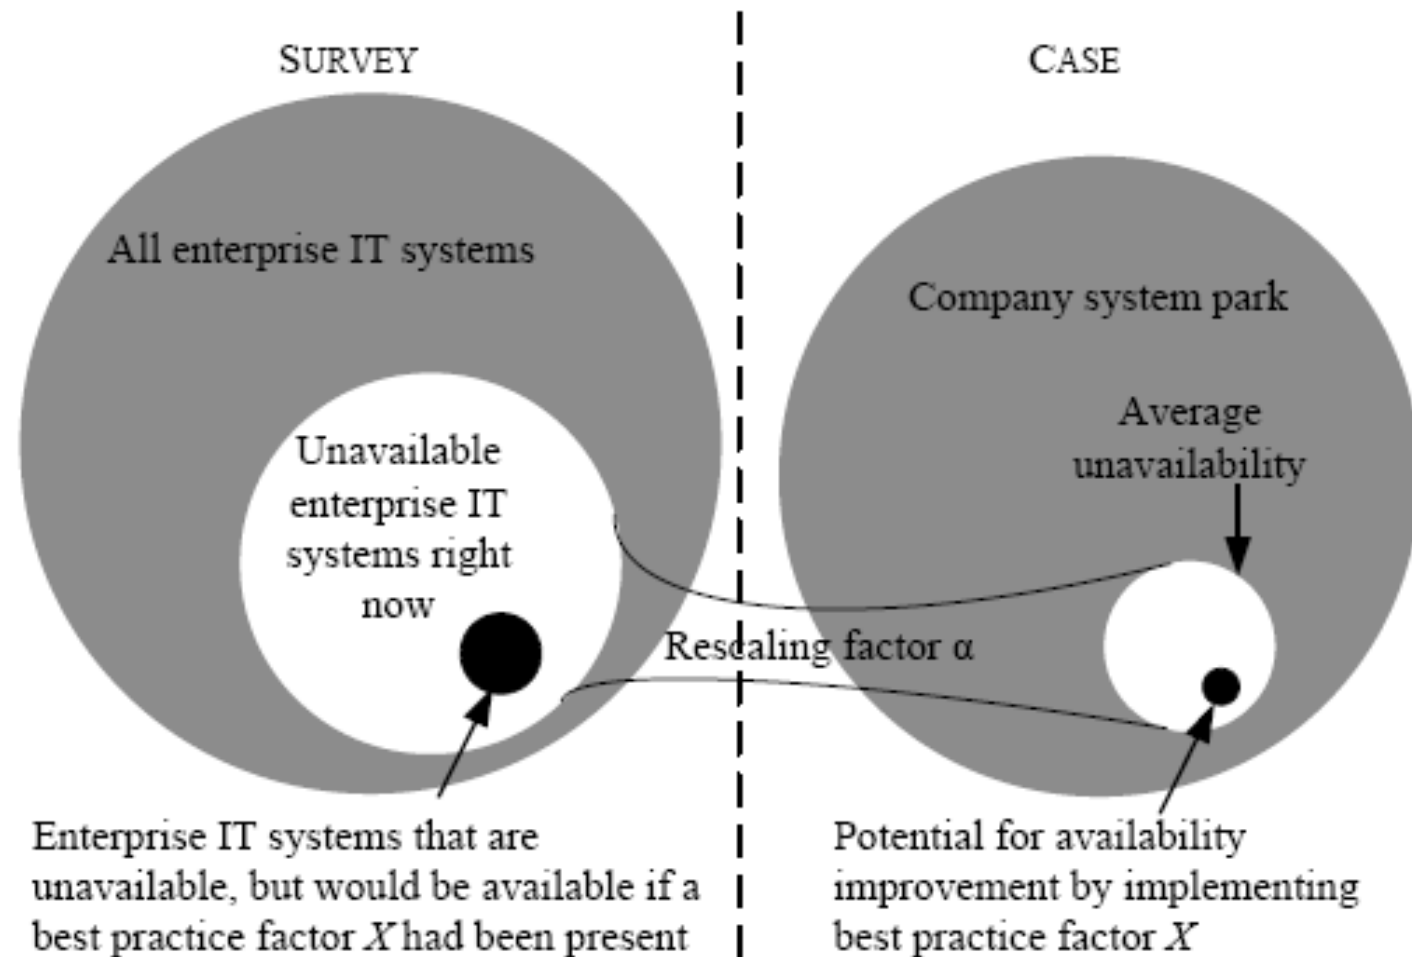 SURVEY
All enterprise IT systems
Unavailable
enterprise IT
systems right
now
Enterprise IT systems that are
unavailable, but would be available if a
best practice factor X had been present
Rescaling factor α
CASE
Company system park
Average
unavailability
Potential for availability
improvement by implementing
best practice factor X